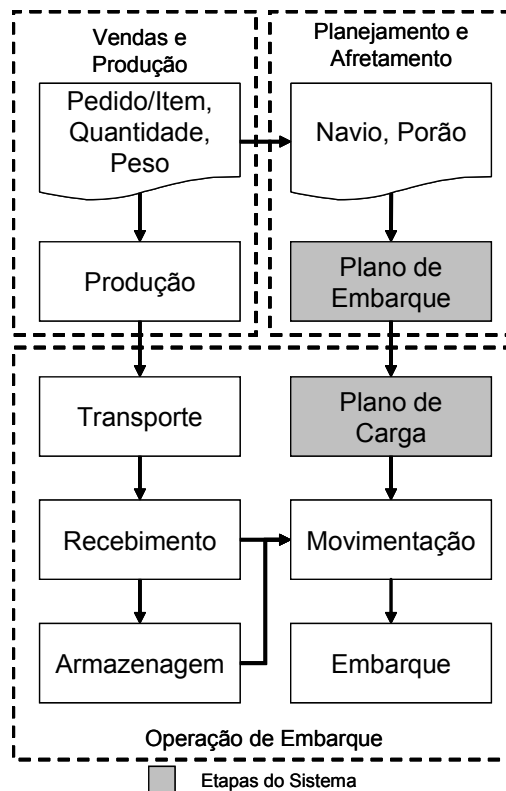 Vendas e
Produção
Planejamento e
Afretamento
Pedido/Item,
Quantidade,
Peso
Navio, Porão
Produção
Plano de
Embarque
Transporte
Plano de
Carga
Recebimento
Movimentação
Armazenagem
Embarque
Operação de Embarque
Etapas do Sistema